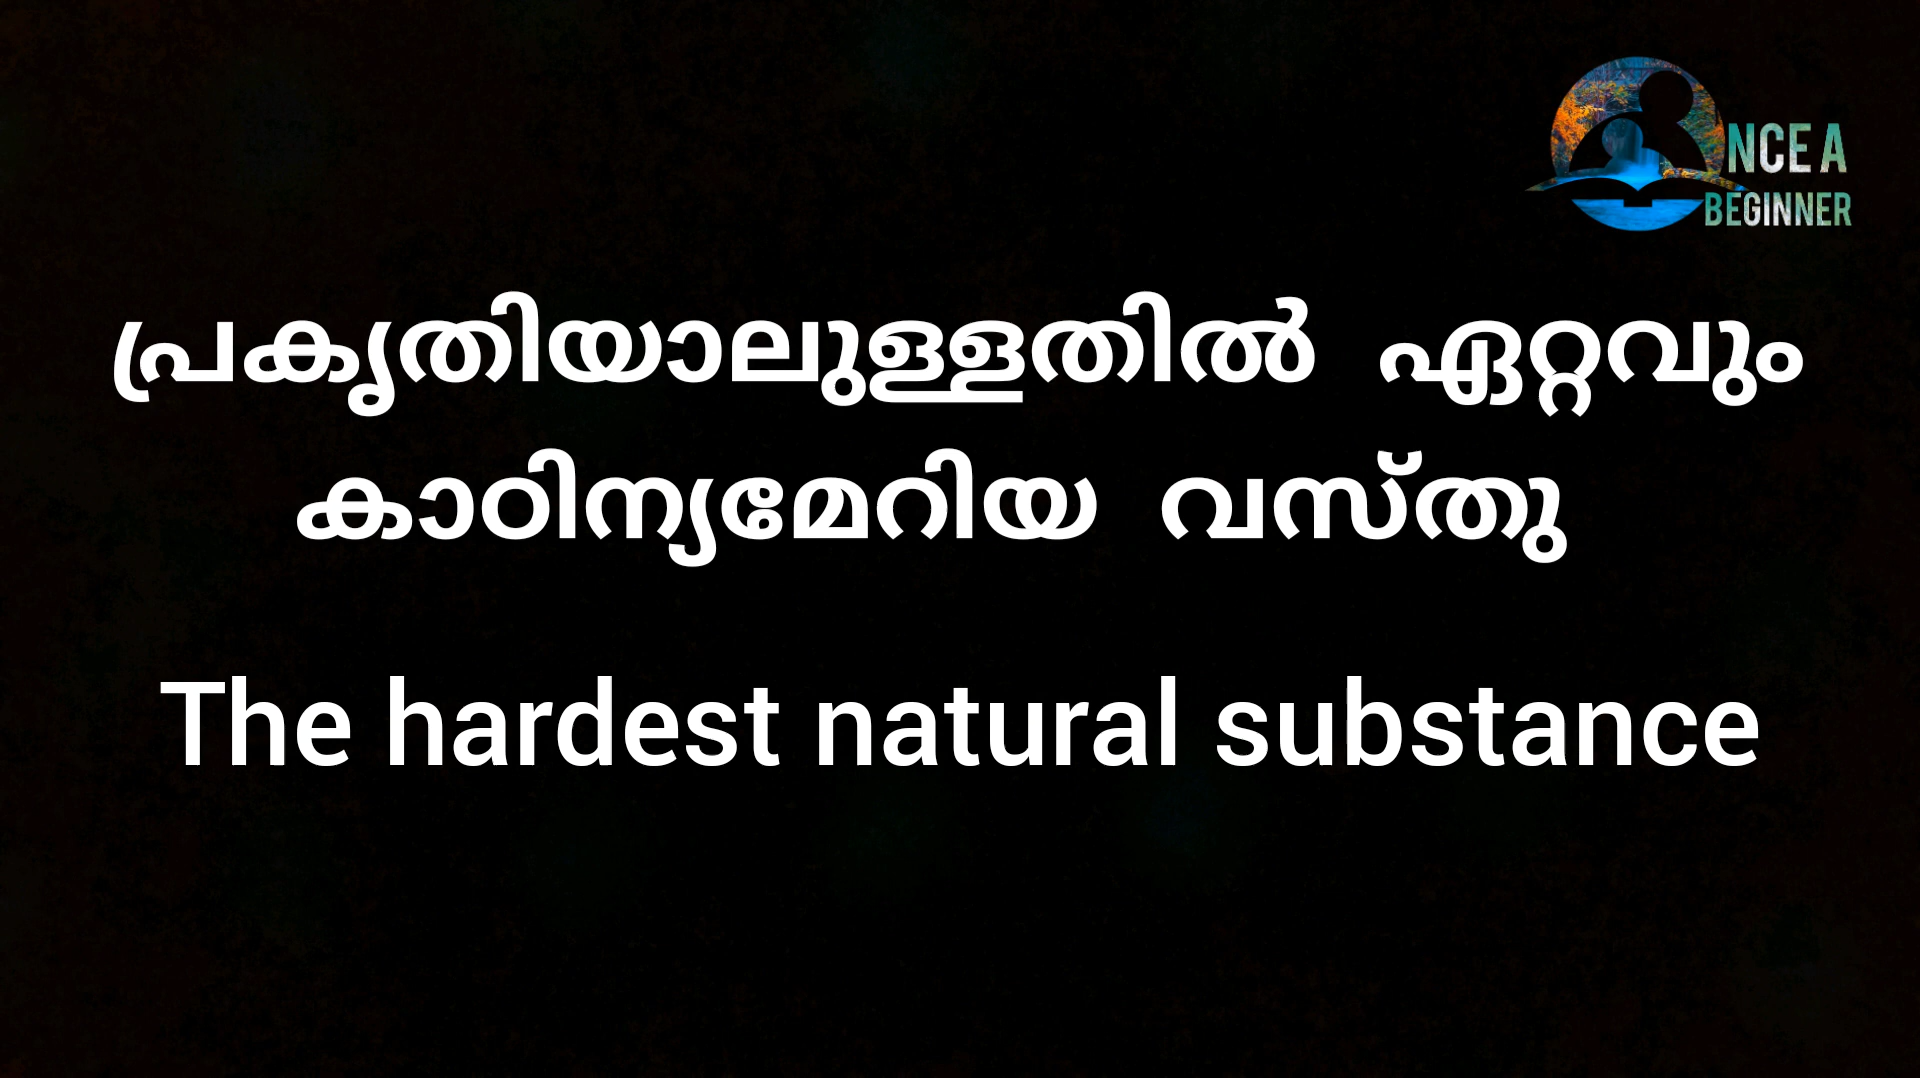 NCE A
BEGINNER
പ്രകൃതിയാലുള്ളതിൽ ഏറ്റവും
കാഠിന്യമേറിയ വസ്തു
The hardest natural substance